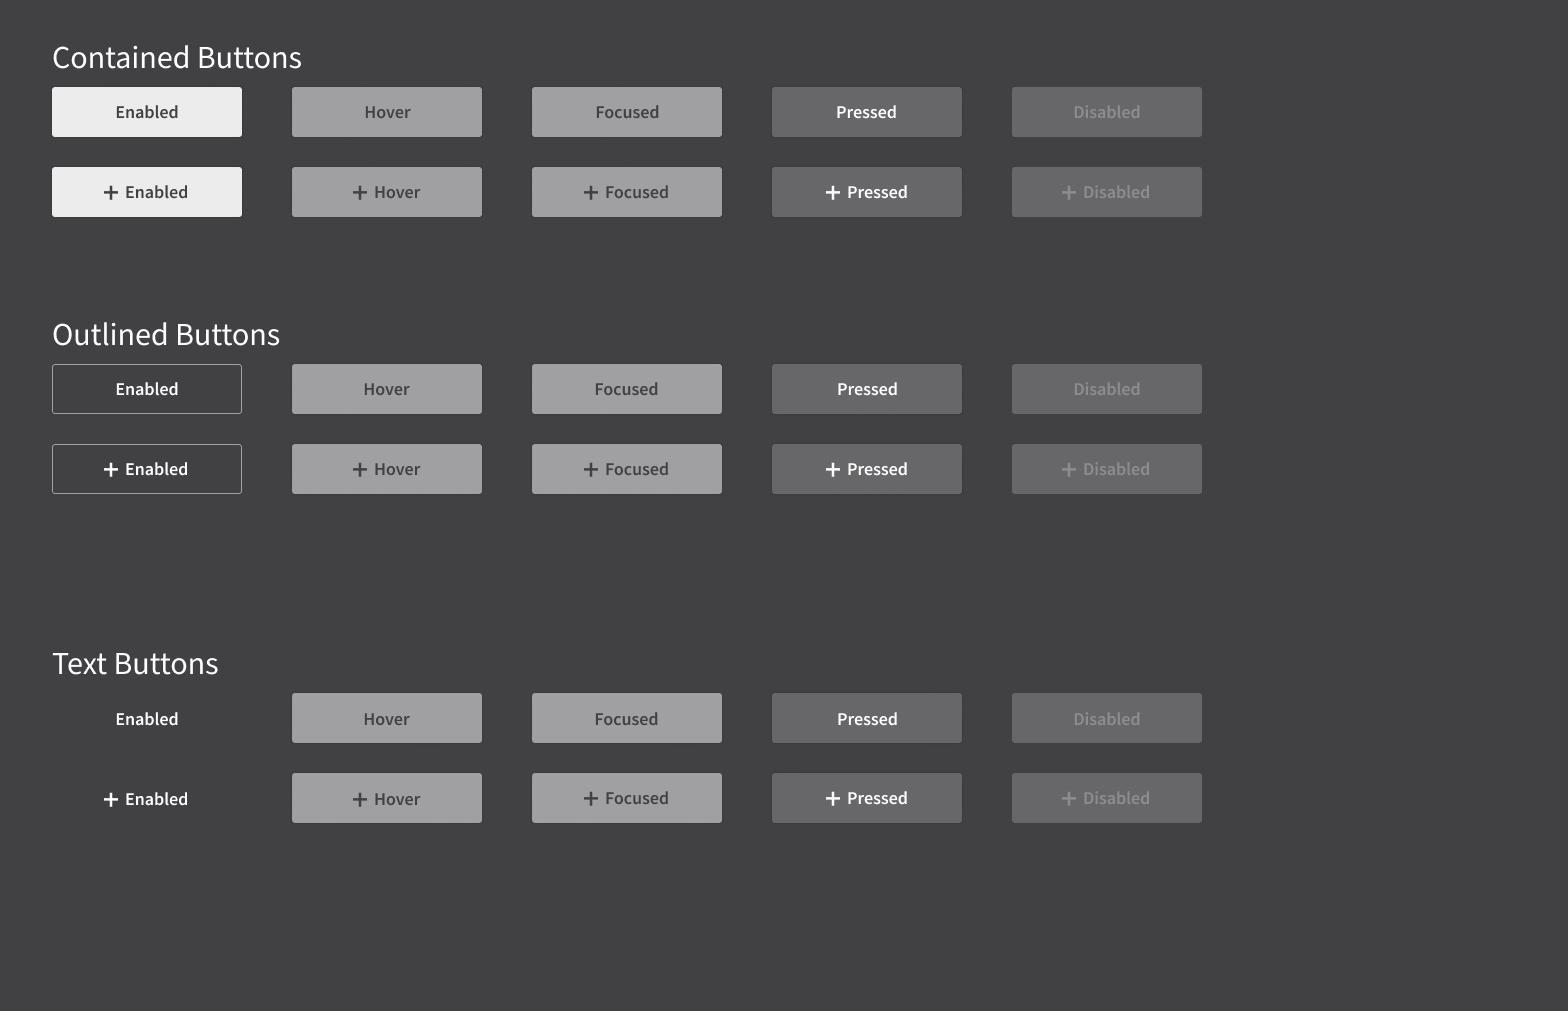 Contained Buttons
Enabled Hover Focused Pressed Disabled
+ Enabled + Hover + Focused + Pressed + Disabled
Outlined Buttons
Enabled Hover Focused Pressed Disabled
+ Enabled + Hover + Focused + Pressed + Disabled
Text Buttons
Enabled Hover Focused Pressed Disabled
+ Enabled + Hover + Focused + Pressed + Disabled